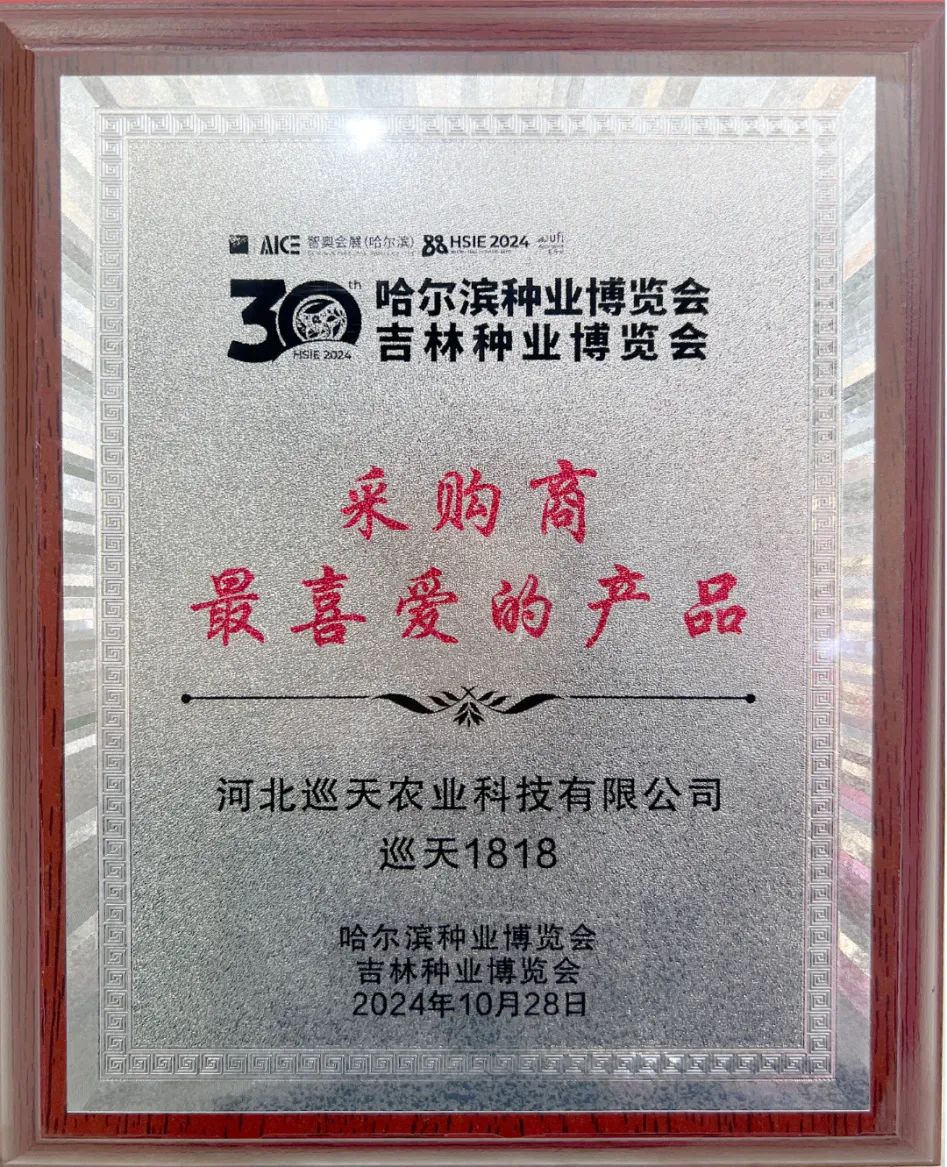 AICE 智奥会展(哈尔滨) HSIE 2024 ufi
30th 哈尔滨种业博览会
HSIE 2024 吉林种业博览会
采购商
最喜爱的产品
河北巡天农业科技有限公司
巡天1818
哈尔滨种业博览会
吉林种业博览会
2024年10月28日